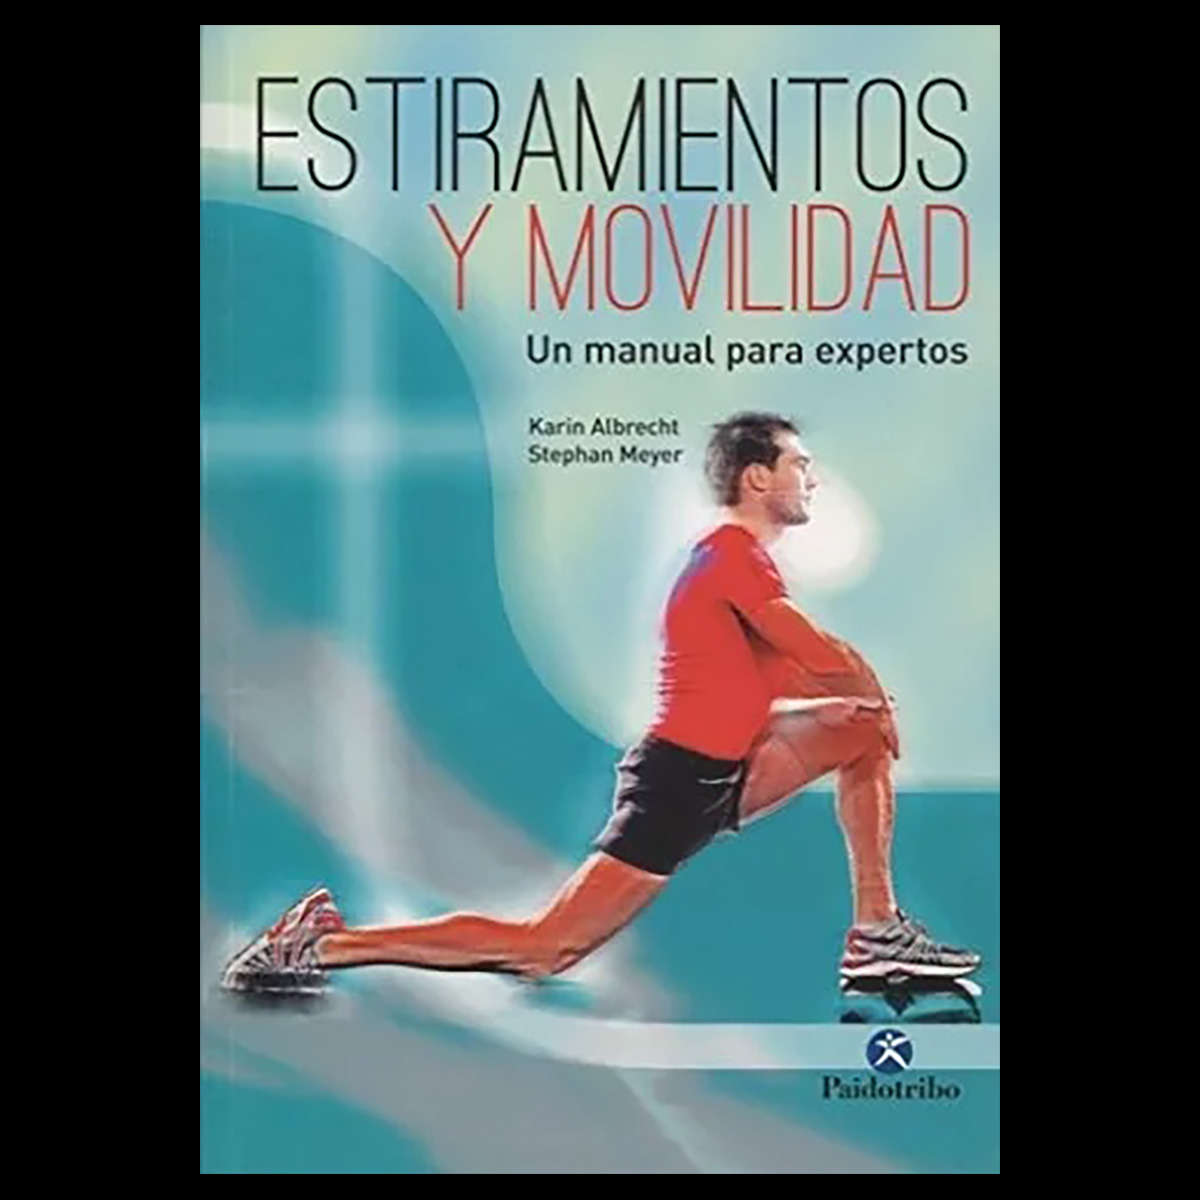 ESTIRAMIENTOS
Y MOVILIDAD
Un manual para expertos
Karin Albrecht
Stephan Meyer
Paidotribo